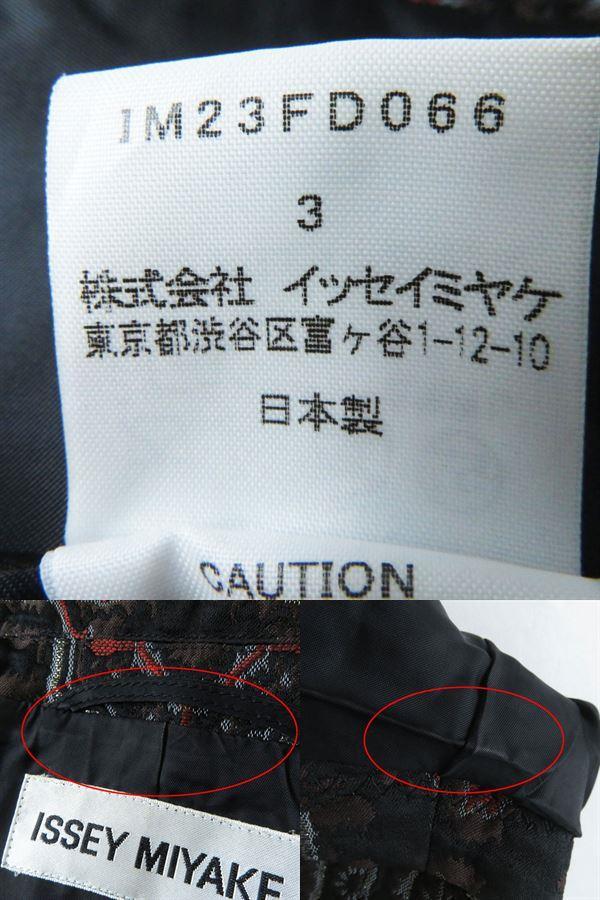 IM23FD066
3
株式会社 イッセイミヤケ
東京都渋谷区富ヶ谷1-12-10
日本製
CAUTION
ISSEY MIYAKE